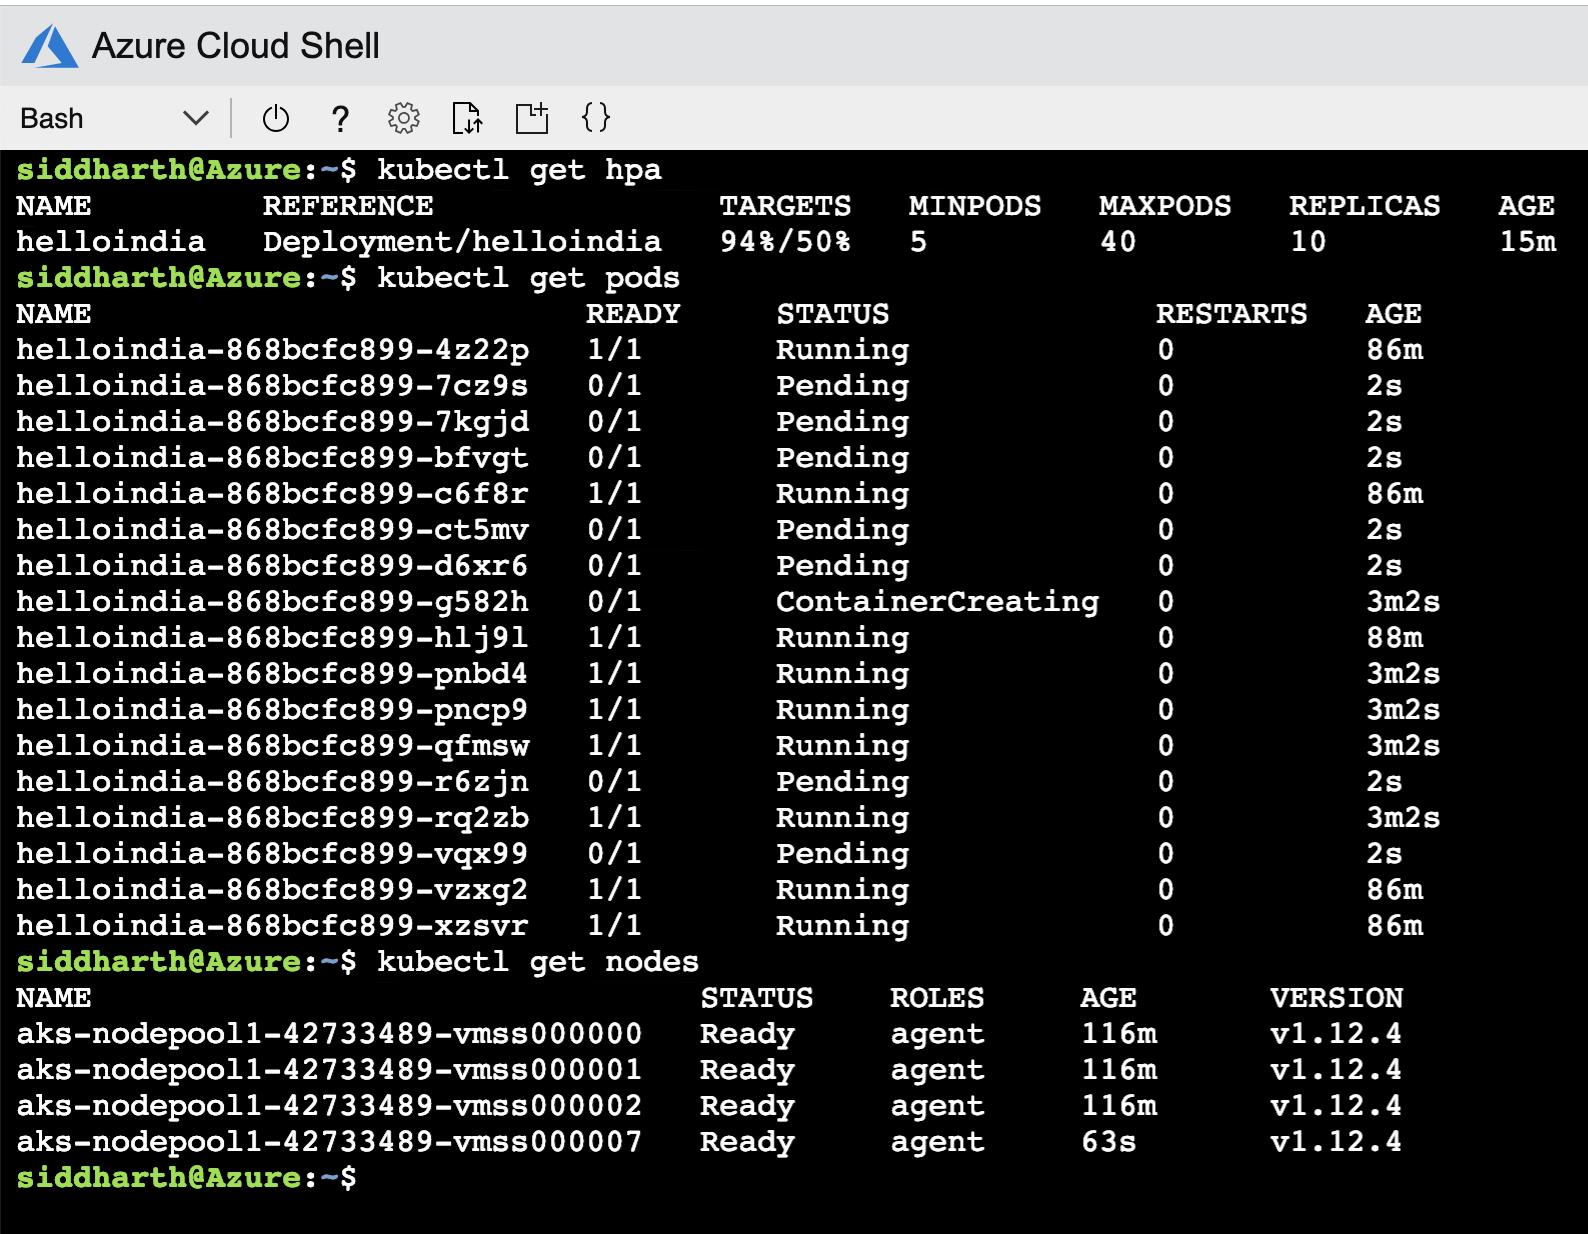 Azure Cloud Shell
Bash
siddharth@Azure:~$ kubectl get hpa
NAME REFERENCE TARGETS MINPODS MAXPODS REPLICAS AGE
helloindia Deployment/helloindia 94%/50% 5 40 10 15m
siddharth@Azure:~$ kubectl get pods
NAME READY STATUS RESTARTS AGE
helloindia-868bcfc899-4z22p 1/1 Running 0 86m
helloindia-868bcfc899-7cz9s 0/1 Pending 0 2s
helloindia-868bcfc899-7kgjd 0/1 Pending 0 2s
helloindia-868bcfc899-bfvgt 0/1 Pending 0 2s
helloindia-868bcfc899-c6f8r 1/1 Running 0 86m
helloindia-868bcfc899-ct5mv 0/1 Pending 0 2s
helloindia-868bcfc899-d6xr6 0/1 Pending 0 2s
helloindia-868bcfc899-g582h 0/1 ContainerCreating 0 3m2s
helloindia-868bcfc899-hlj9l 1/1 Running 0 88m
helloindia-868bcfc899-pnbd4 1/1 Running 0 3m2s
helloindia-868bcfc899-pncp9 1/1 Running 0 3m2s
helloindia-868bcfc899-qfmsw 1/1 Running 0 3m2s
helloindia-868bcfc899-r6zjn 0/1 Pending 0 2s
helloindia-868bcfc899-rq2zb 1/1 Running 0 3m2s
helloindia-868bcfc899-vqx99 0/1 Pending 0 2s
helloindia-868bcfc899-vzxg2 1/1 Running 0 86m
helloindia-868bcfc899-xzsvr 1/1 Running 0 86m
siddharth@Azure:~$ kubectl get nodes
NAME STATUS ROLES AGE VERSION
aks-nodepool1-42733489-vmss000000 Ready agent 116m v1.12.4
aks-nodepool1-42733489-vmss000001 Ready agent 116m v1.12.4
aks-nodepool1-42733489-vmss000002 Ready agent 116m v1.12.4
aks-nodepool1-42733489-vmss000007 Ready agent 63s v1.12.4
siddharth@Azure:~$